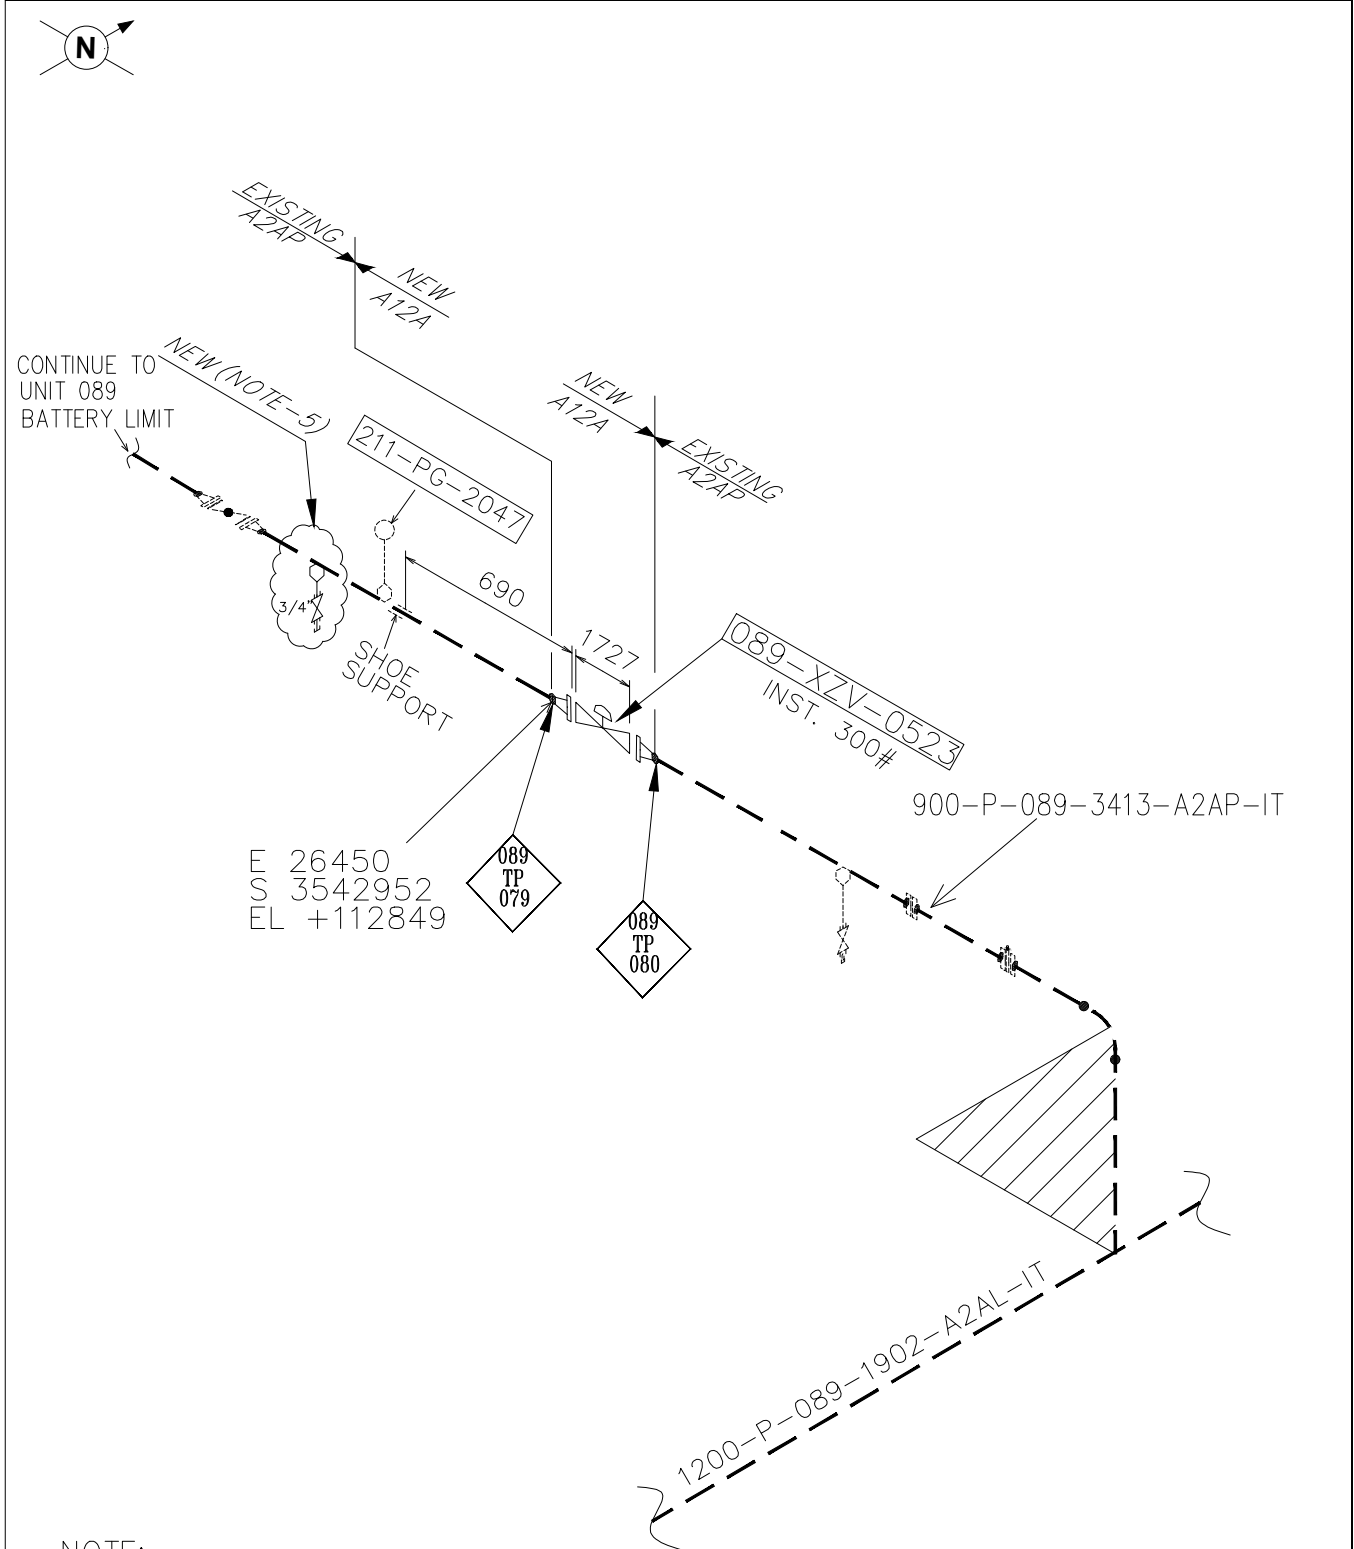 N
EXISTING
A2AP
NEW
A12A
NEW
A12A
EXISTING
A2AP
CONTINUE TO
UNIT 089
BATTERY LIMIT
NEW(NOTE-5)
211-PG-2047
690
1727
3/4"
SHOE
SUPPORT
089-XZV-0523
INST. 300#
900-P-089-3413-A2AP-IT
E 26450
S 3542952
EL +112849
089
TP
079
089
TP
080
1200-P-089-1902-A2AL-IT
NOTE: